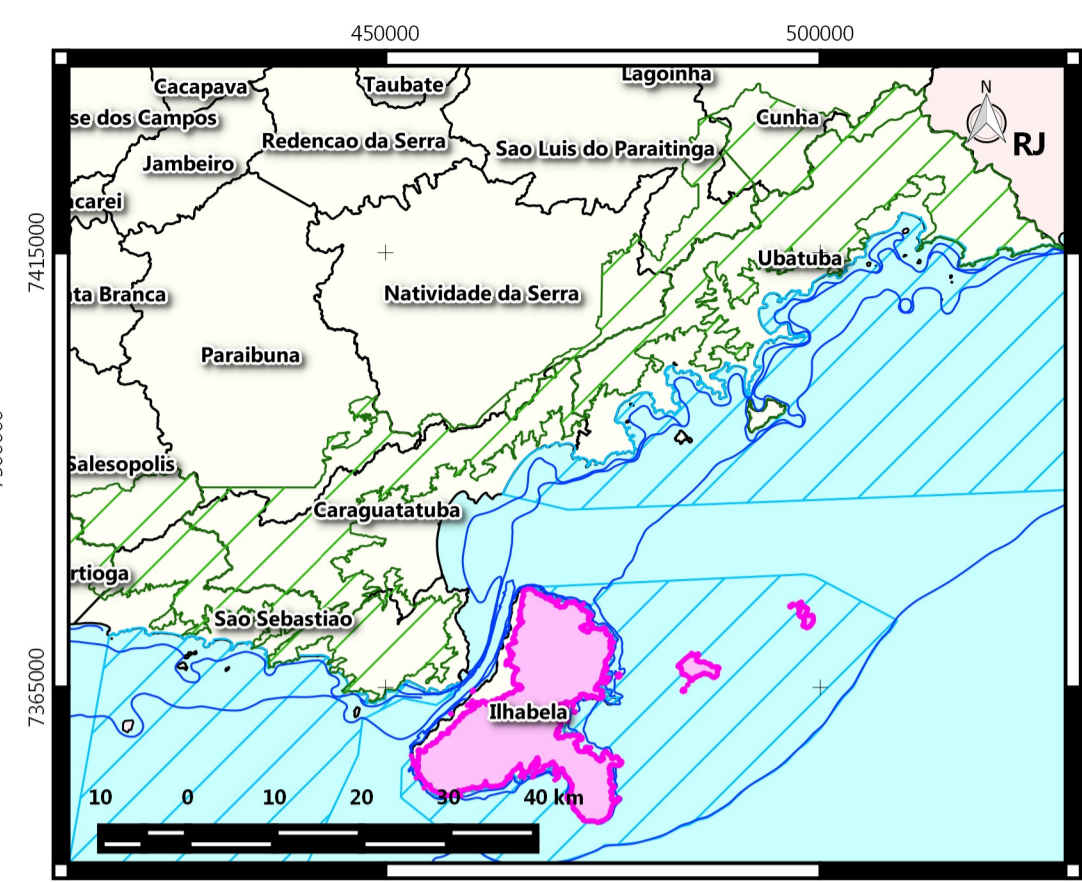 450000 500000
Cacapava
Taubate
Lagoinha
N
se dos Campos
Redencao da Serra
Cunha
RJ
Jambeiro
Sao Luis do Paraitinga
acarei
7415000
Ubatuba
ta Branca
Natividade da Serra
Paraibuna
Salesopolis
Caraguatatuba
rtioga
Sao Sebastiao
7365000
Ilhabela
10 0 10 20 30 40 km